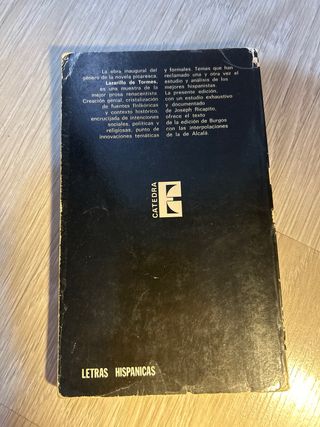 La obra inaugural del
género de la novela picaresca,
Lazarillo de Tormes,
es una muestra de la
mejor prosa renacentista.
Creación genial, cristalización
de fuentes folklóricas
y contexto histórico,
encrucijada de intenciones
sociales, políticas y
religiosas, punto de
innovaciones temáticas
y formales. Temas que han
reclamado una y otra vez el
estudio y análisis de los
mejores hispanistas.
La presente edición,
con un estudio exhaustivo
y documentado
de Joseph Ricapito,
ofrece el texto
de la edición de Burgos
con las interpolaciones
de la de Alcalá.
CATEDRA
LETRAS HISPANICAS